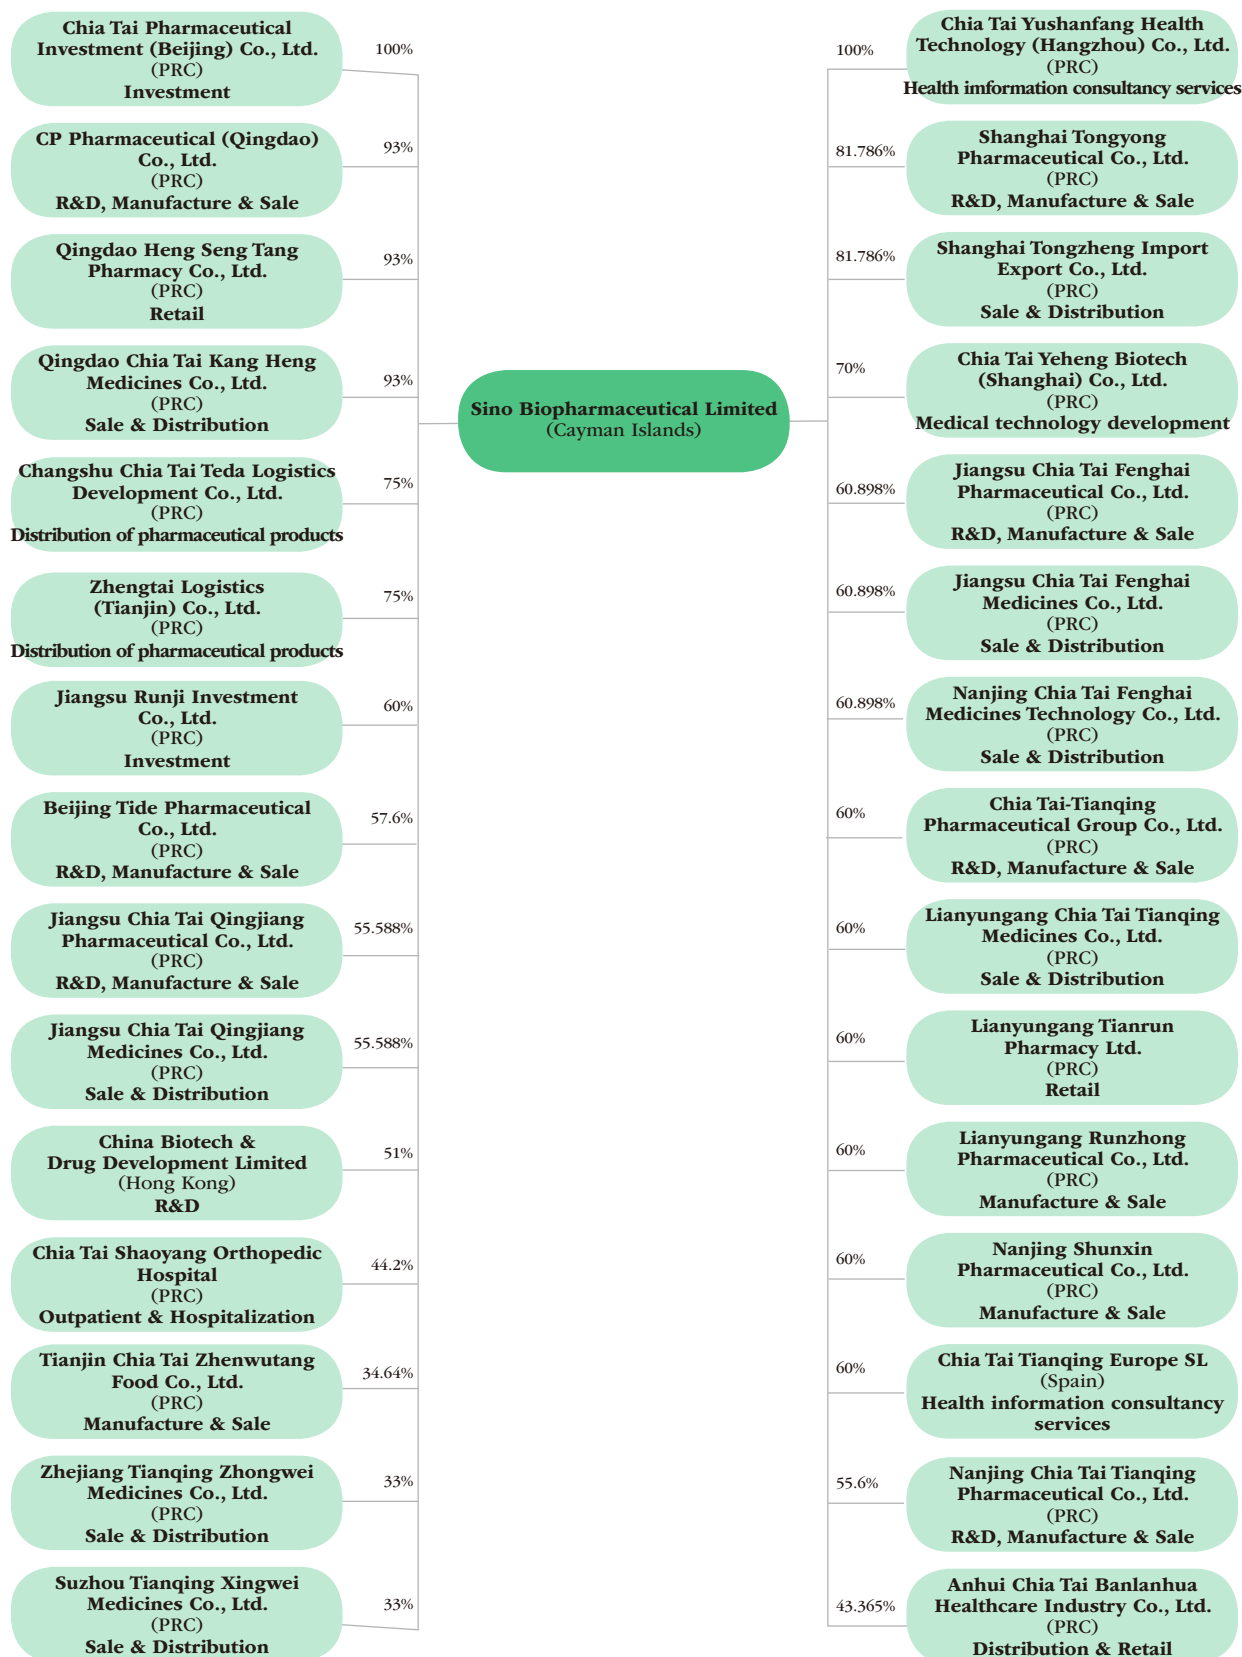 Chia Tai Pharmaceutical
Investment (Beijing) Co., Ltd.
(PRC)
Investment
100%
CP Pharmaceutical (Qingdao)
Co., Ltd.
(PRC)
R&D, Manufacture & Sale
93%
Qingdao Heng Seng Tang
Pharmacy Co., Ltd.
(PRC)
Retail
93%
Qingdao Chia Tai Kang Heng
Medicines Co., Ltd.
(PRC)
Sale & Distribution
93%
Changshu Chia Tai Teda Logistics
Development Co., Ltd.
(PRC)
Distribution of pharmaceutical products
75%
Zhengtai Logistics
(Tianjin) Co., Ltd.
(PRC)
Distribution of pharmaceutical products
75%
Jiangsu Runji Investment
Co., Ltd.
(PRC)
Investment
60%
Beijing Tide Pharmaceutical
Co., Ltd.
(PRC)
R&D, Manufacture & Sale
57.6%
Jiangsu Chia Tai Qingjiang
Pharmaceutical Co., Ltd.
(PRC)
R&D, Manufacture & Sale
55.588%
Jiangsu Chia Tai Qingjiang
Medicines Co., Ltd.
(PRC)
Sale & Distribution
55.588%
China Biotech &
Drug Development Limited
(Hong Kong)
R&D
51%
Chia Tai Shaoyang Orthopedic
Hospital
(PRC)
Outpatient & Hospitalization
44.2%
Tianjin Chia Tai Zhenwutang
Food Co., Ltd.
(PRC)
Manufacture & Sale
34.64%
Zhejiang Tianqing Zhongwei
Medicines Co., Ltd.
(PRC)
Sale & Distribution
33%
Suzhou Tianqing Xingwei
Medicines Co., Ltd.
(PRC)
Sale & Distribution
33%
Sino Biopharmaceutical Limited
(Cayman Islands)
100%
Chia Tai Yushanfang Health
Technology (Hangzhou) Co., Ltd.
(PRC)
Health imformation consultancy services
81.786%
Shanghai Tongyong
Pharmaceutical Co., Ltd.
(PRC)
R&D, Manufacture & Sale
81.786%
Shanghai Tongzheng Import
Export Co., Ltd.
(PRC)
Sale & Distribution
70%
Chia Tai Yeheng Biotech
(Shanghai) Co., Ltd.
(PRC)
Medical technology development
60.898%
Jiangsu Chia Tai Fenghai
Pharmaceutical Co., Ltd.
(PRC)
R&D, Manufacture & Sale
60.898%
Jiangsu Chia Tai Fenghai
Medicines Co., Ltd.
(PRC)
Sale & Distribution
60.898%
Nanjing Chia Tai Fenghai
Medicines Technology Co., Ltd.
(PRC)
Sale & Distribution
60%
Chia Tai-Tianqing
Pharmaceutical Group Co., Ltd.
(PRC)
R&D, Manufacture & Sale
60%
Lianyungang Chia Tai Tianqing
Medicines Co., Ltd.
(PRC)
Sale & Distribution
60%
Lianyungang Tianrun
Pharmacy Ltd.
(PRC)
Retail
60%
Lianyungang Runzhong
Pharmaceutical Co., Ltd.
(PRC)
Manufacture & Sale
60%
Nanjing Shunxin
Pharmaceutical Co., Ltd.
(PRC)
Manufacture & Sale
60%
Chia Tai Tianqing Europe SL
(Spain)
Health information consultancy
services
55.6%
Nanjing Chia Tai Tianqing
Pharmaceutical Co., Ltd.
(PRC)
R&D, Manufacture & Sale
43.365%
Anhui Chia Tai Banlanhua
Healthcare Industry Co., Ltd.
(PRC)
Distribution & Retail